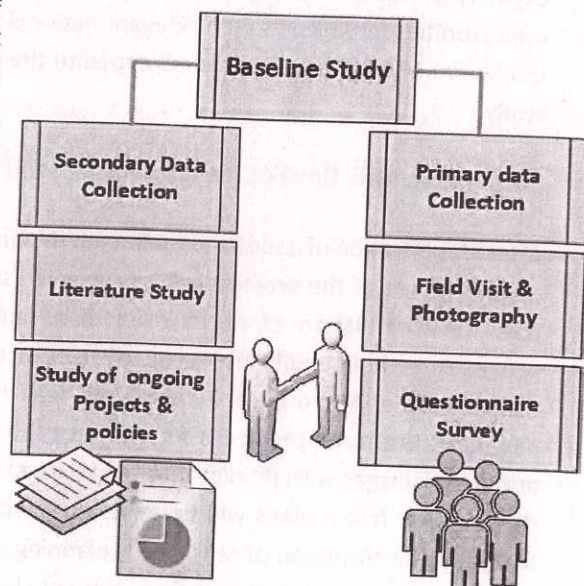 Baseline Study
Secondary Data
Collection
Literature Study
Study of ongoing
Projects &
policies
Primary data
Collection
Field Visit &
Photography
Questionnaire
Survey